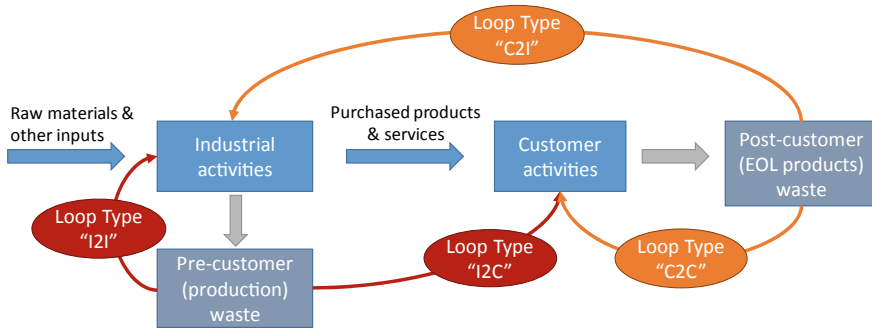 Loop Type
“C2I”
Raw materials &
other inputs
Industrial
activities
Purchased products
& services
Customer
activities
Post-customer
(EOL products)
waste
Loop Type
“I2I”
Pre-customer
(production)
waste
Loop Type
“I2C”
Loop Type
“C2C”